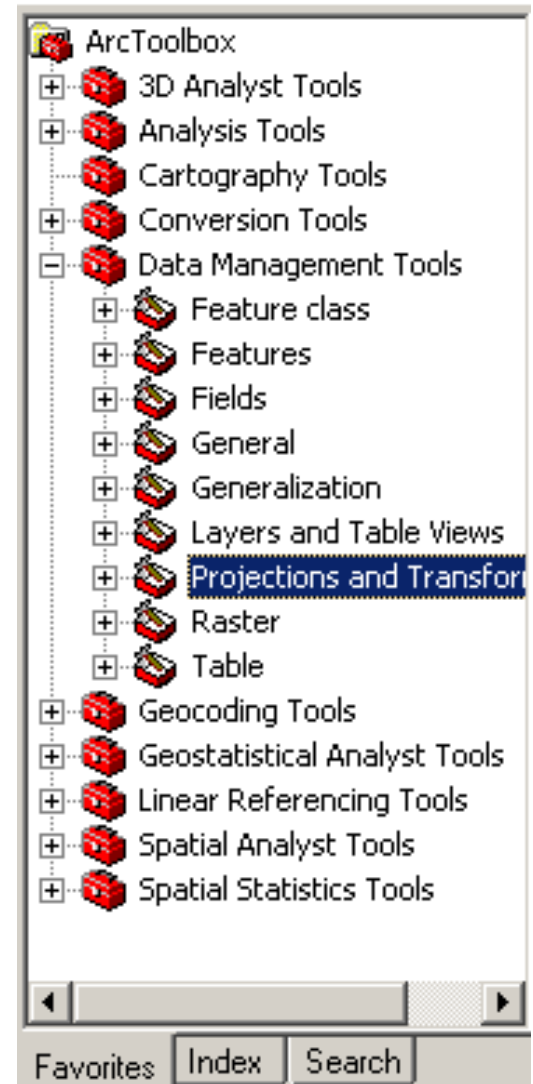 ArcToolbox
3D Analyst Tools
Analysis Tools
Cartography Tools
Conversion Tools
Data Management Tools
Feature class
Features
Fields
General
Generalization
Layers and Table Views
Projections and Transfor
Raster
Table
Geocoding Tools
Geostatistical Analyst Tools
Linear Referencing Tools
Spatial Analyst Tools
Spatial Statistics Tools
Favorites Index Search